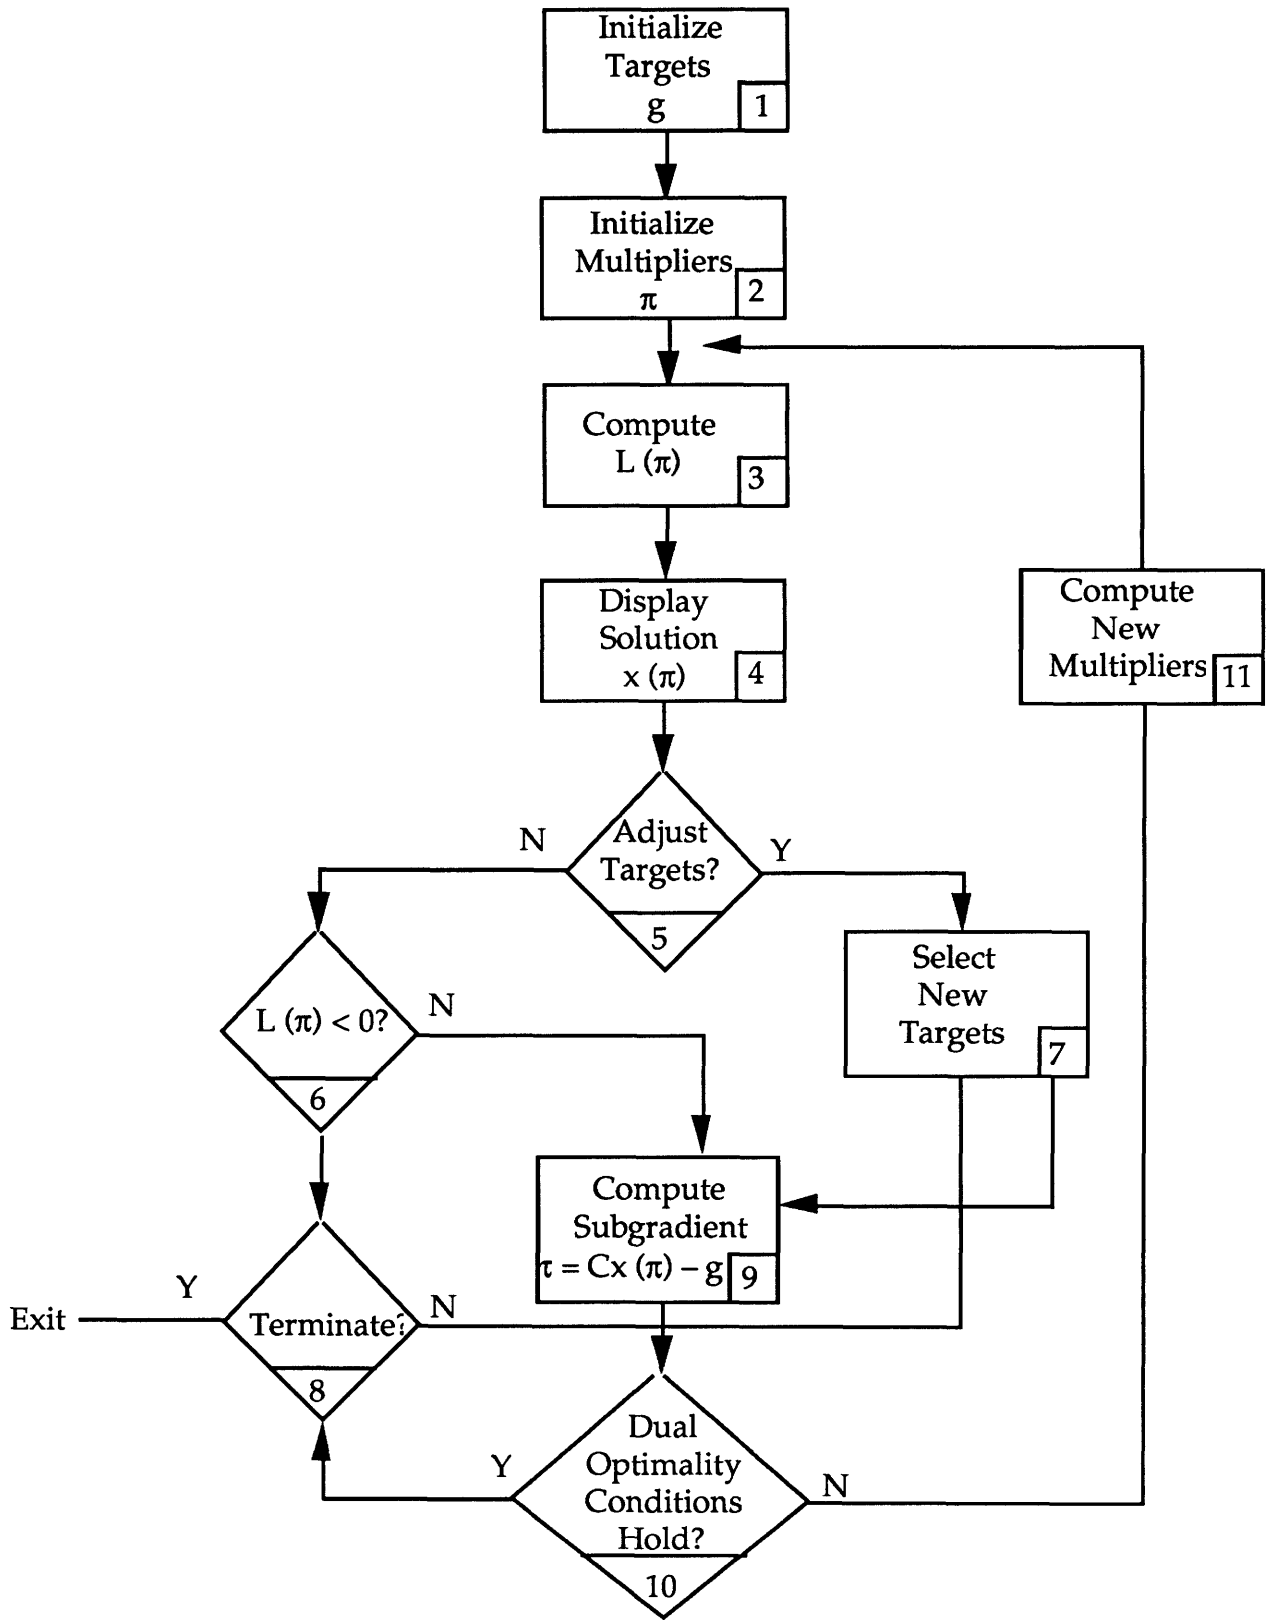 Initialize
Targets
g
1
Initialize
Multipliers
π
2
Compute
L (π)
3
Display
Solution
x (π)
4
Compute
New
Multipliers
11
Adjust
Targets?
5
N
Y
L (π) < 0?
6
N
Select
New
Targets
7
Compute
Subgradient
τ = Cx (π) – g
9
Exit
Y
Terminate?
8
N
Dual
Optimality
Conditions
Hold?
10
Y
N